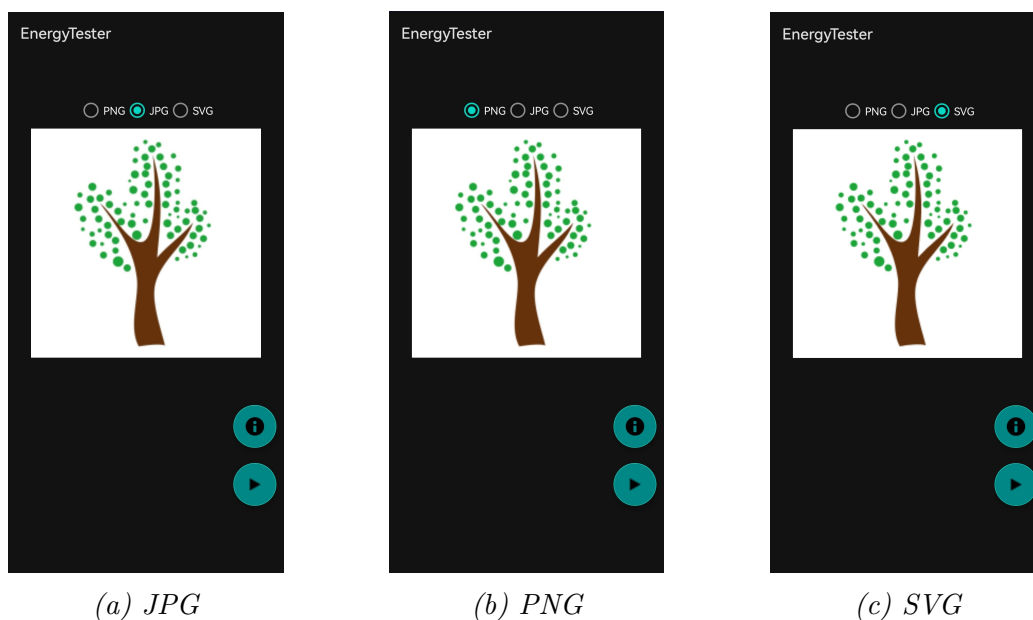 EnergyTester
PNG JPG SVG
(a) JPG
EnergyTester
PNG JPG SVG
(b) PNG
EnergyTester
PNG JPG SVG
(c) SVG